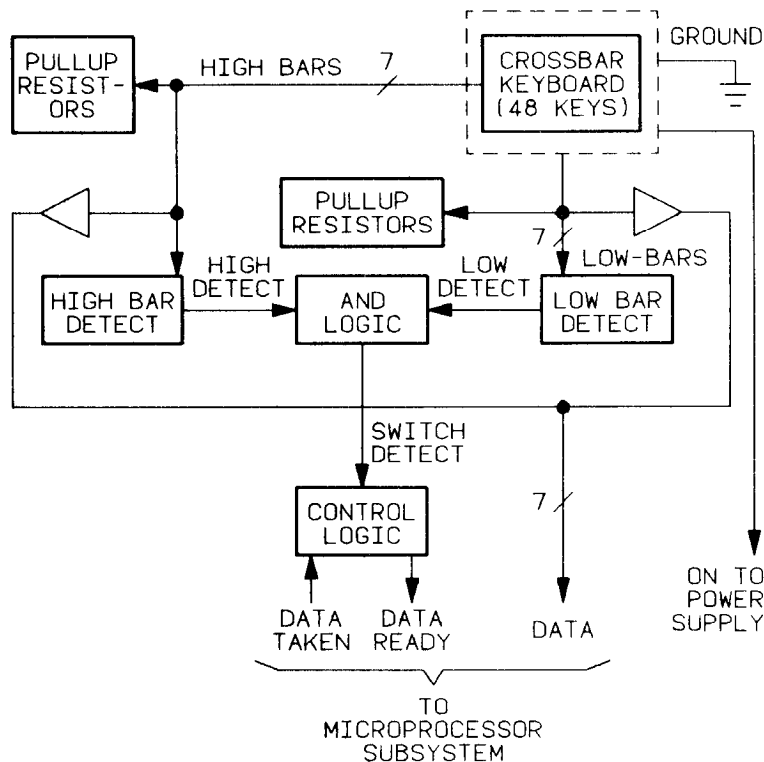 GROUND
PULLUP
RESIST-
ORS
HIGH BARS
7
CROSSBAR
KEYBOARD
(48 KEYS)
PULLUP
RESISTORS
7
LOW-BARS
HIGH
DETECT
LOW
DETECT
HIGH BAR
DETECT
AND
LOGIC
LOW BAR
DETECT
SWITCH
DETECT
CONTROL
LOGIC
7
DATA
TAKEN
DATA
READY
DATA
ON TO
POWER
SUPPLY
TO
MICROPROCESSOR
SUBSYSTEM